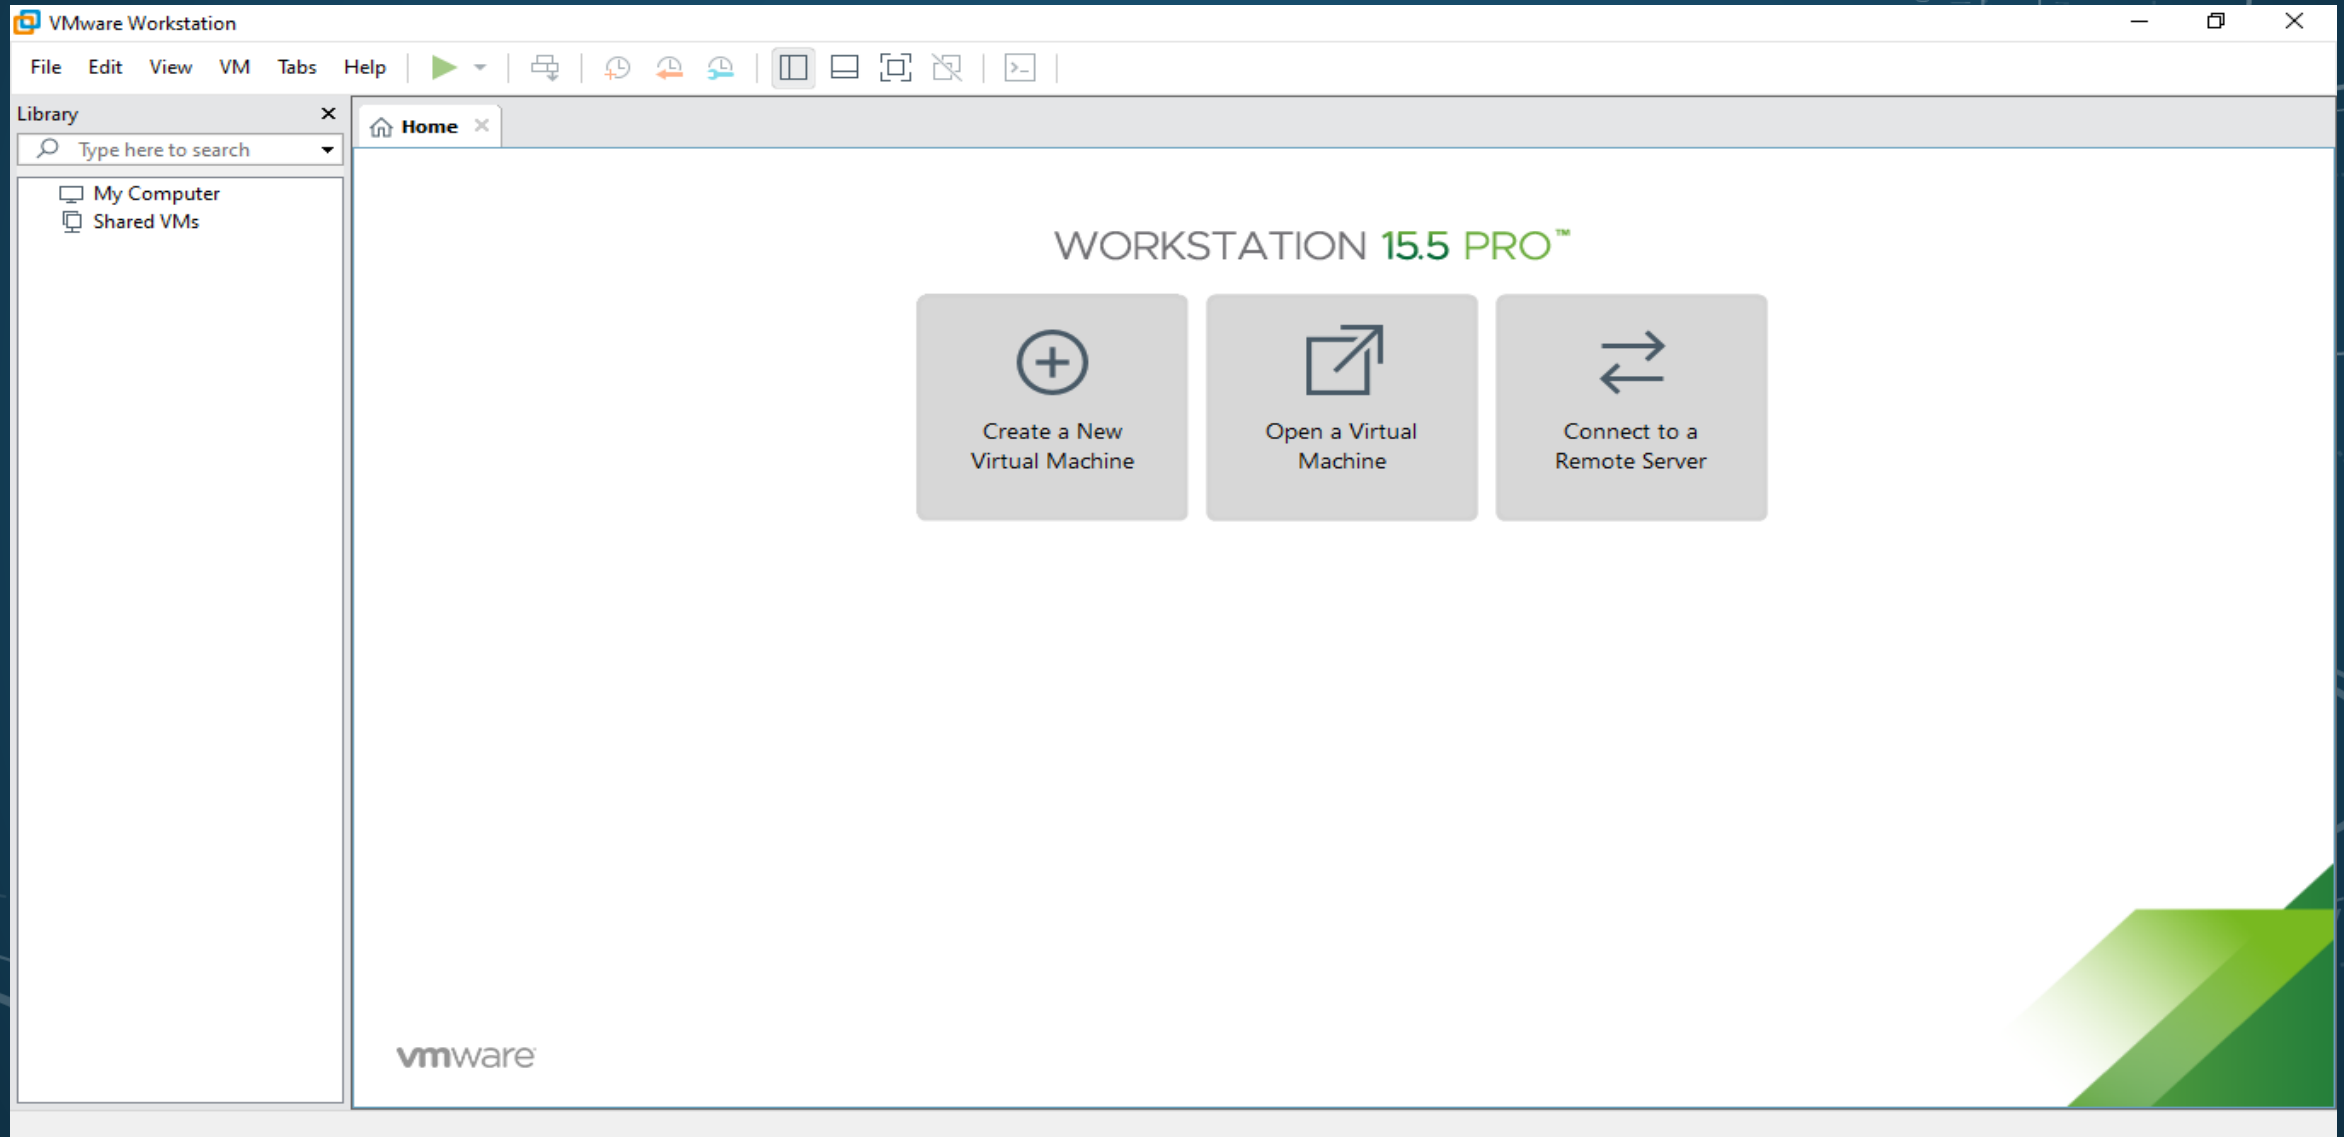 VMware Workstation
File Edit View VM Tabs Help
Library
Type here to search
My Computer
Shared VMs
Home
WORKSTATION 15.5 PRO™
Create a New
Virtual Machine
Open a Virtual
Machine
Connect to a
Remote Server
vmware